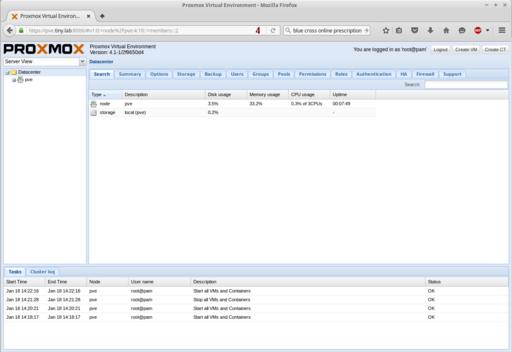 Proxmox Virtual Environment - Mozilla Firefox
Proxmox Virtual Environment
https://pve.tiny.lab:8006/#v1:0:=node%2Fpve:4:10::=members::2
4
blue cross online prescription
PROXMOX
Proxmox Virtual Environment
Version: 4.1-1/2f9650d4
You are logged in as 'root@pam'
Logout
Create VM
Create CT
Server View
Datacenter
Datacenter
pve
Search
Summary
Options
Storage
Backup
Users
Groups
Pools
Permissions
Roles
Authentication
HA
Firewall
Support
Search:
Type
Description
Disk usage
Memory usage
CPU usage
Uptime
node pve 3.5% 33.2% 0.3% of 3CPUs 00:07:49
storage local (pve) 0.2% -
Tasks
Cluster log
Start Time
End Time
Node
User name
Description
Status
Jan 18 14:22:16 Jan 18 14:22:16 pve root@pam Start all VMs and Containers OK
Jan 18 14:21:28 Jan 18 14:21:28 pve root@pam Stop all VMs and Containers OK
Jan 18 14:20:21 Jan 18 14:20:21 pve root@pam Start all VMs and Containers OK
Jan 18 14:18:17 Jan 18 14:18:17 pve root@pam Start all VMs and Containers OK